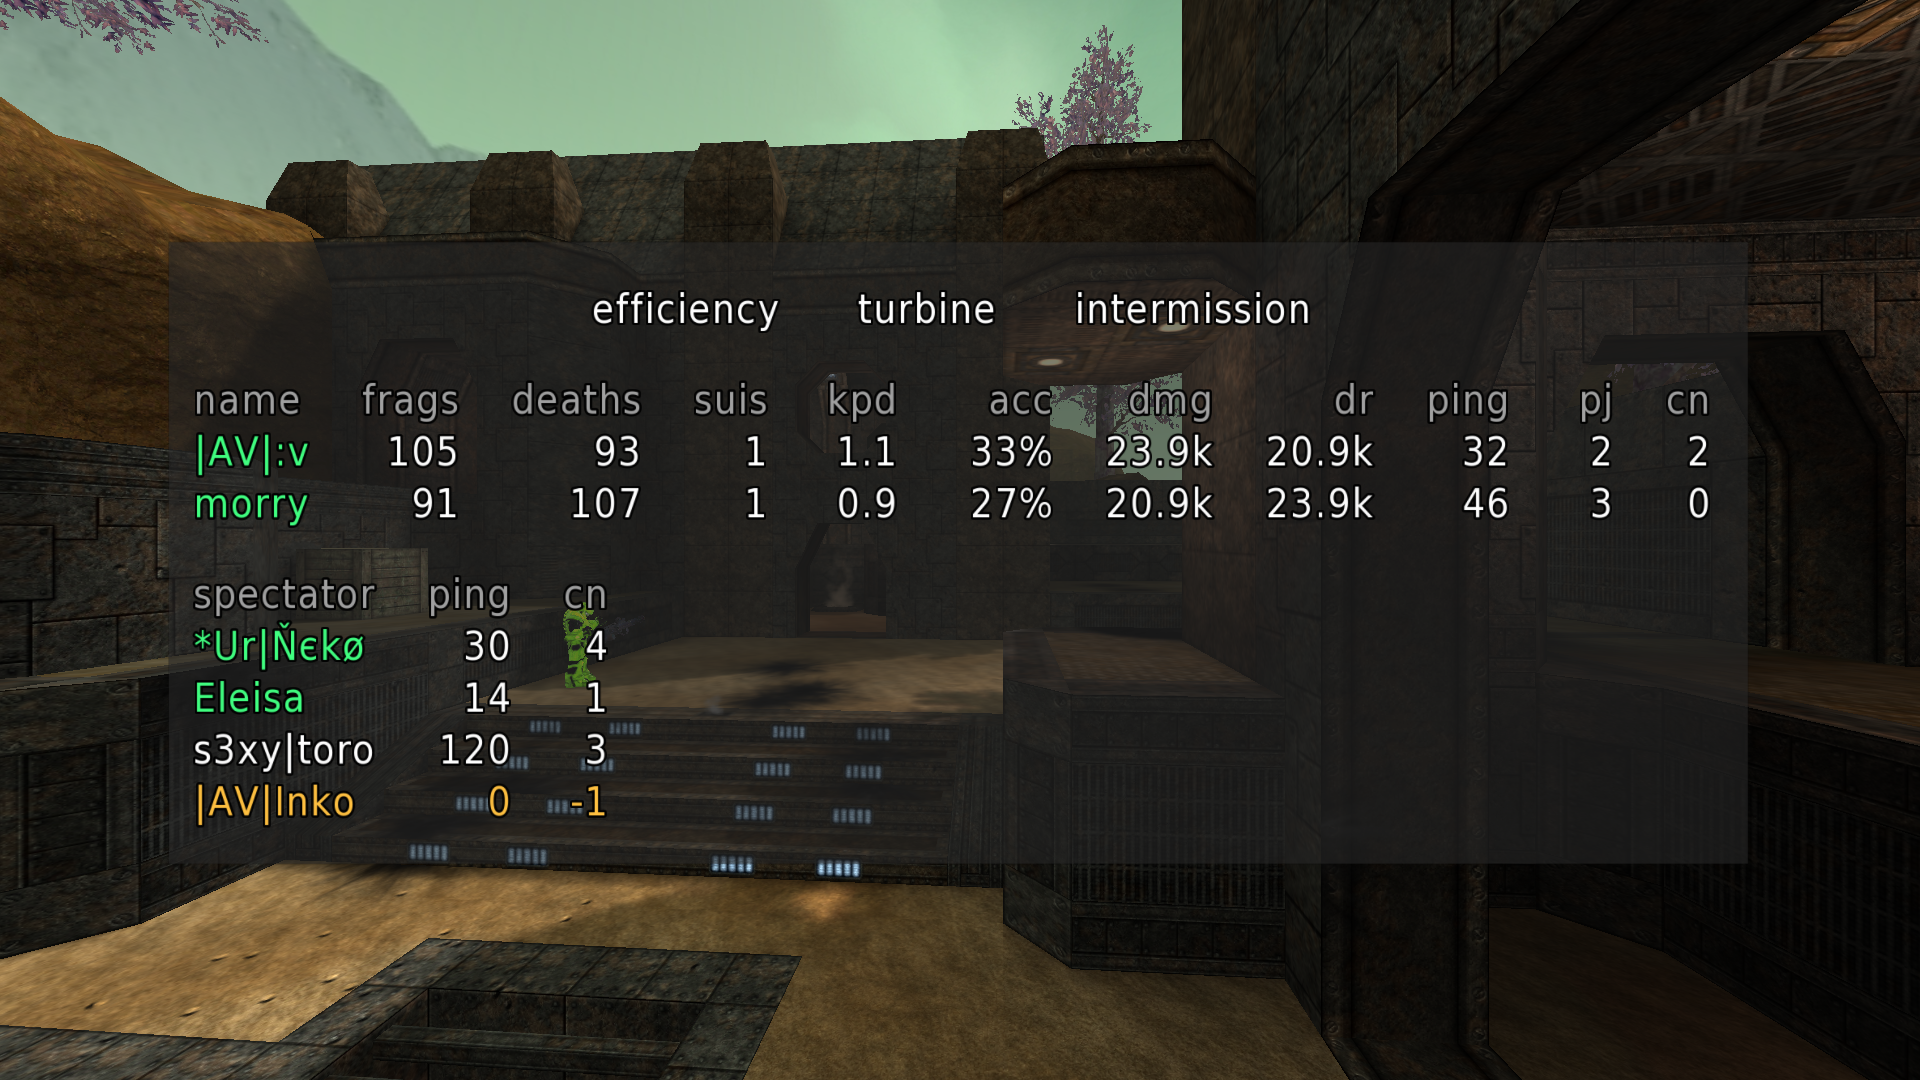 efficiency turbine intermission
name frags deaths suis kpd acc dmg dr ping pj cn
|AV|:v 105 93 1 1.1 33% 23.9k 20.9k 32 2 2
morry 91 107 1 0.9 27% 20.9k 23.9k 46 3 0
spectator ping cn
*Ur|Ňєkø 30 4
Eleisa 14 1
s3xy|toro 120 3
|AV|Inko 0 -1